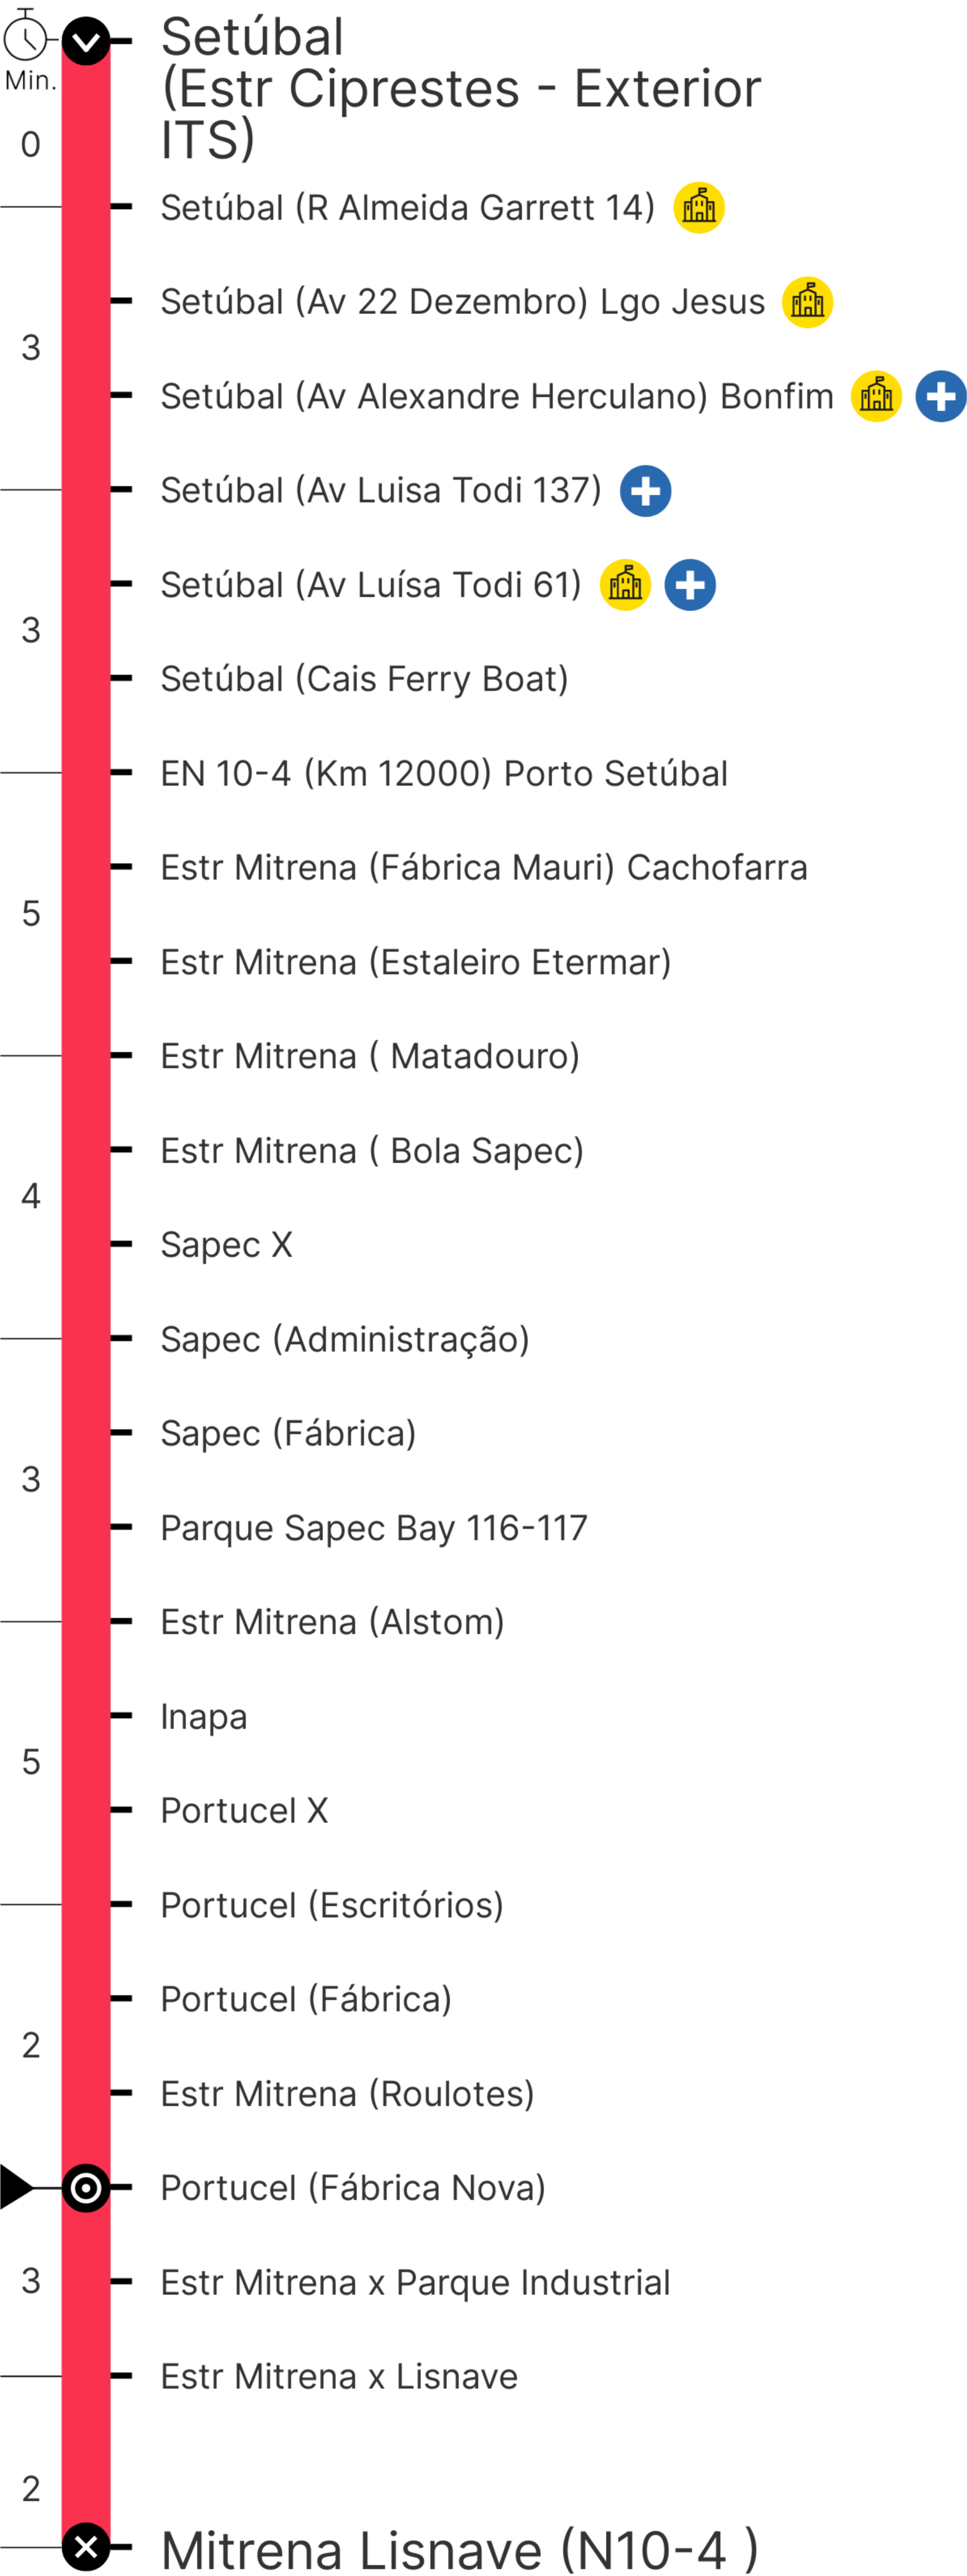 Setúbal
(Estr Ciprestes - Exterior
Min.
ITS)
0
Setúbal (R Almeida Garrett 14)
Setúbal (Av 22 Dezembro) Lgo Jesus
3
Setúbal (Av Alexandre Herculano) Bonfim
Setúbal (Av Luisa Todi 137)
Setúbal (Av Luísa Todi 61)
3
Setúbal (Cais Ferry Boat)
EN 10-4 (Km 12000) Porto Setúbal
Estr Mitrena (Fábrica Mauri) Cachofarra
5
Estr Mitrena (Estaleiro Etermar)
Estr Mitrena ( Matadouro)
Estr Mitrena ( Bola Sapec)
4
Sapec X
Sapec (Administração)
Sapec (Fábrica)
3
Parque Sapec Bay 116-117
Estr Mitrena (Alstom)
Inapa
5
Portucel X
Portucel (Escritórios)
Portucel (Fábrica)
2
Estr Mitrena (Roulotes)
Portucel (Fábrica Nova)
3
Estr Mitrena x Parque Industrial
Estr Mitrena x Lisnave
2
Mitrena Lisnave (N10-4 )